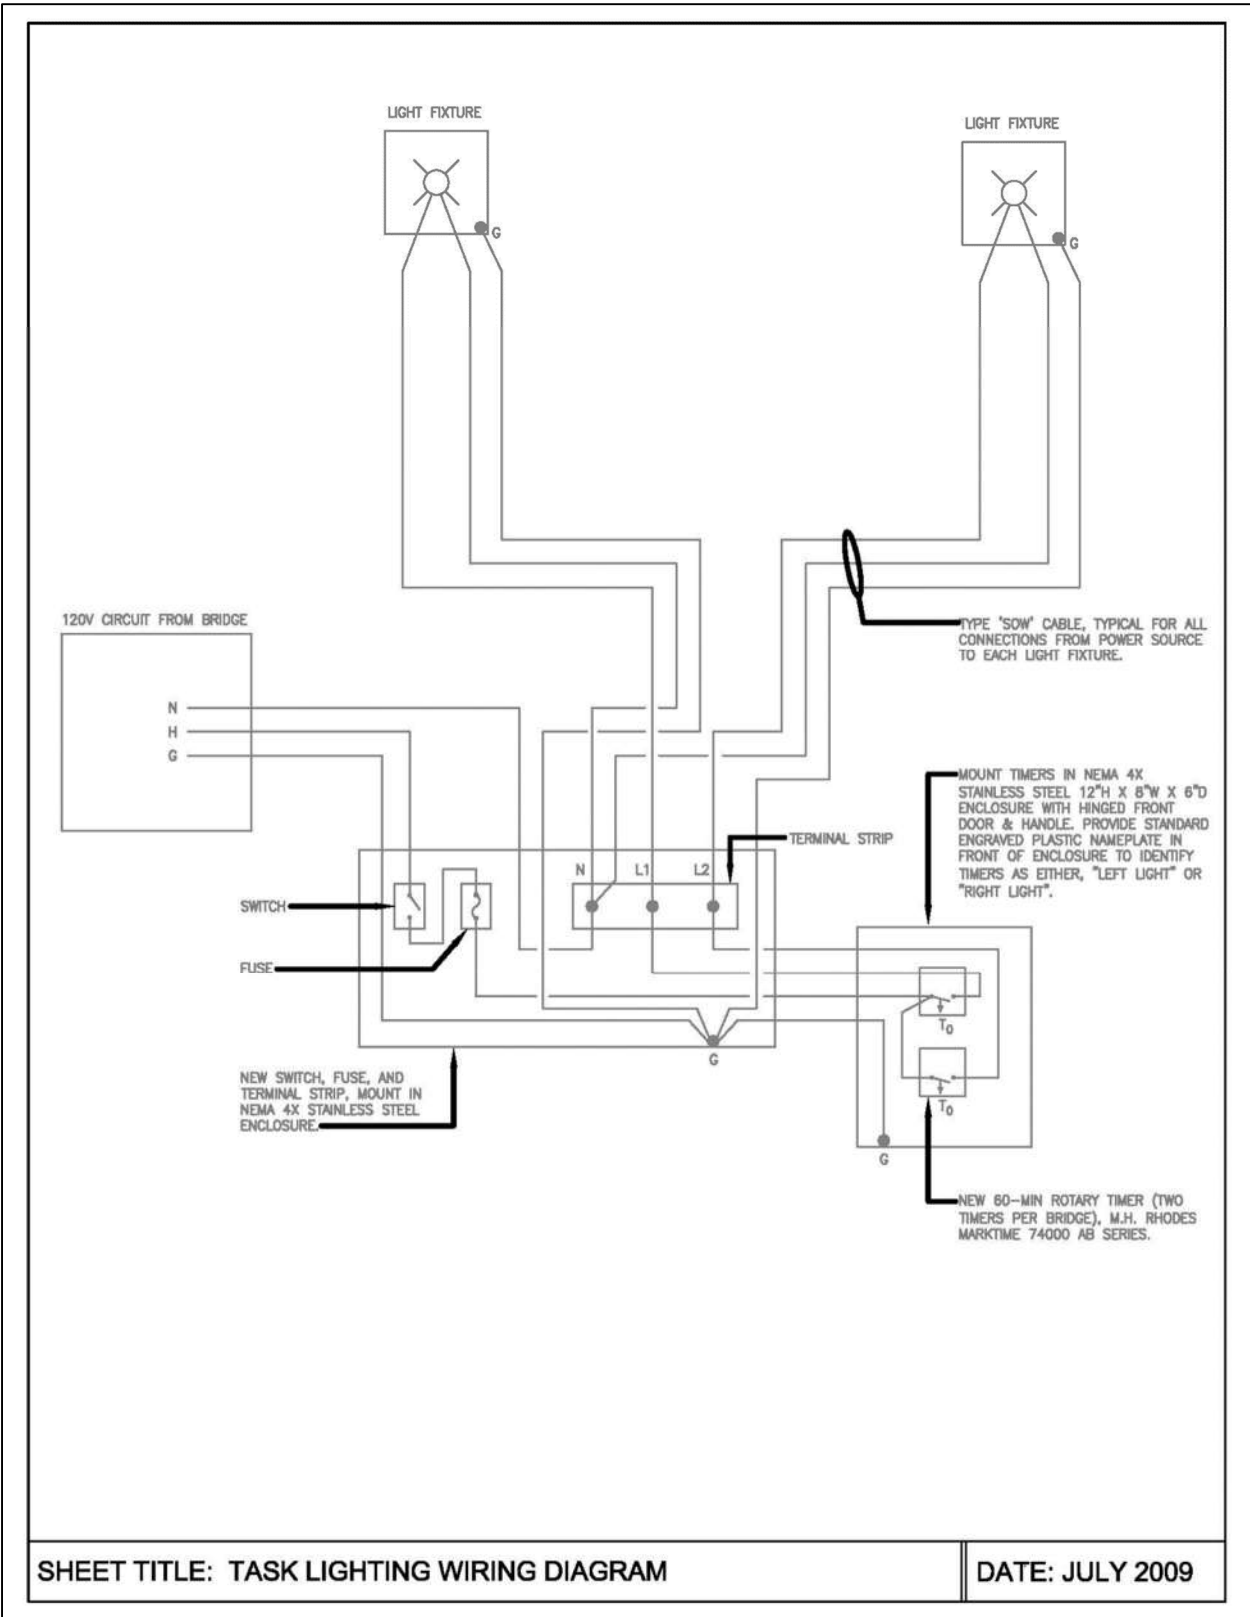 LIGHT FIXTURE
LIGHT FIXTURE
G
G
120V CIRCUIT FROM BRIDGE
TYPE 'SOW' CABLE, TYPICAL FOR ALL
CONNECTIONS FROM POWER SOURCE
TO EACH LIGHT FIXTURE.
N
H
G
MOUNT TIMERS IN NEMA 4X
STAINLESS STEEL 12"H X 8"W X 6"D
ENCLOSURE WITH HINGED FRONT
DOOR & HANDLE. PROVIDE STANDARD
ENGRAVED PLASTIC NAMEPLATE IN
FRONT OF ENCLOSURE TO IDENTIFY
TIMERS AS EITHER, "LEFT LIGHT" OR
"RIGHT LIGHT".
TERMINAL STRIP
N L1 L2
SWITCH
FUSE
TO
G
NEW SWITCH, FUSE, AND
TERMINAL STRIP, MOUNT IN
NEMA 4X STAINLESS STEEL
ENCLOSURE.
TO
G
NEW 60-MIN ROTARY TIMER (TWO
TIMERS PER BRIDGE), M.H. RHODES
MARKTIME 74000 AB SERIES.
SHEET TITLE: TASK LIGHTING WIRING DIAGRAM
DATE: JULY 2009